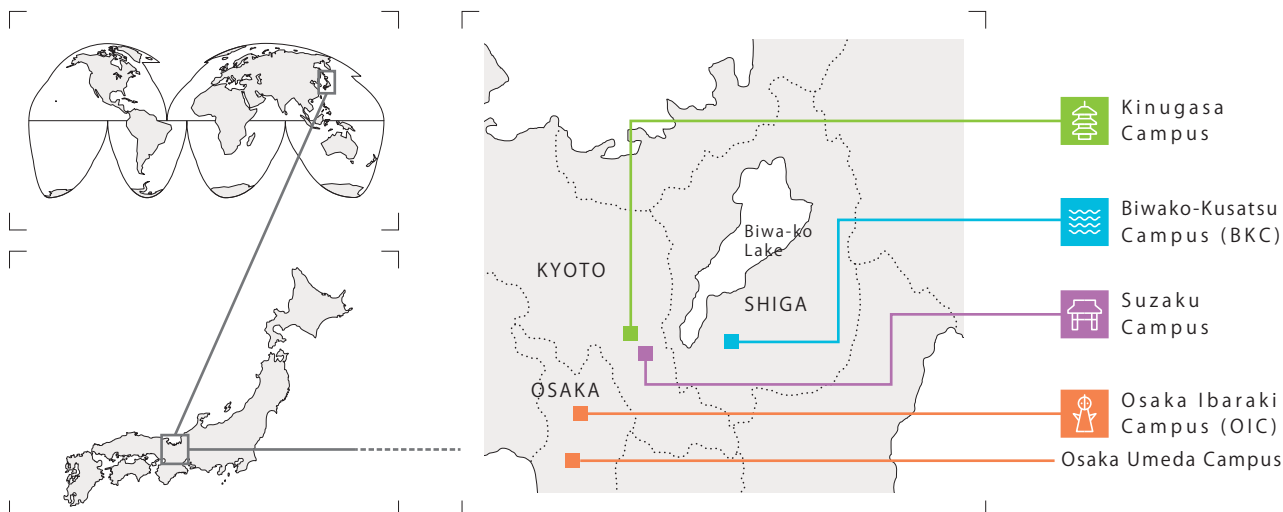 Kinugasa
Campus
Biwako-Kusatsu
Campus (BKC)
Biwa-ko
Lake
KYOTO
SHIGA
Suzaku
Campus
OSAKA
Osaka Ibaraki
Campus (OIC)
Osaka Umeda Campus